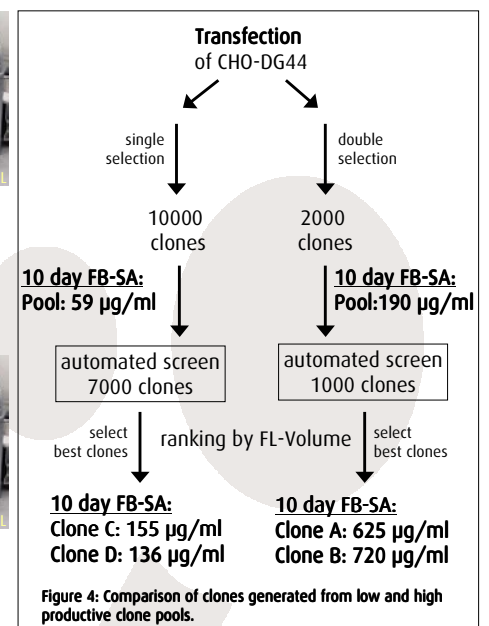 Transfection
of CHO-DG44
single
selection
double
selection
10000
clones
2000
clones
10 day FB-SA:
Pool: 59 µg/ml
10 day FB-SA:
Pool:190 µg/ml
automated screen
7000 clones
automated screen
1000 clones
select
best clones
ranking by FL-Volume
select
best clones
10 day FB-SA:
Clone C: 155 µg/ml
Clone D: 136 µg/ml
10 day FB-SA:
Clone A: 625 µg/ml
Clone B: 720 µg/ml
Figure 4: Comparison of clones generated from low and high
productive clone pools.
L
L